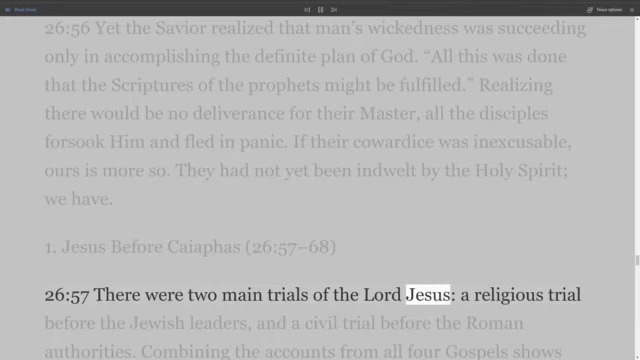 Read aloud
Voice options
26:56 Yet the Savior realized that man's wickedness was succeeding
only in accomplishing the definite plan of God. “All this was done
that the Scriptures of the prophets might be fulfilled.” Realizing
there would be no deliverance for their Master, all the disciples
forsook Him and fled in panic. If their cowardice was inexcusable,
ours is more so. They had not yet been indwelt by the Holy Spirit;
we have.
1. Jesus Before Caiaphas (26:57–68)
26:57 There were two main trials of the Lord Jesus: a religious trial
before the Jewish leaders, and a civil trial before the Roman
authorities. Combining the accounts from all four Gospels shows